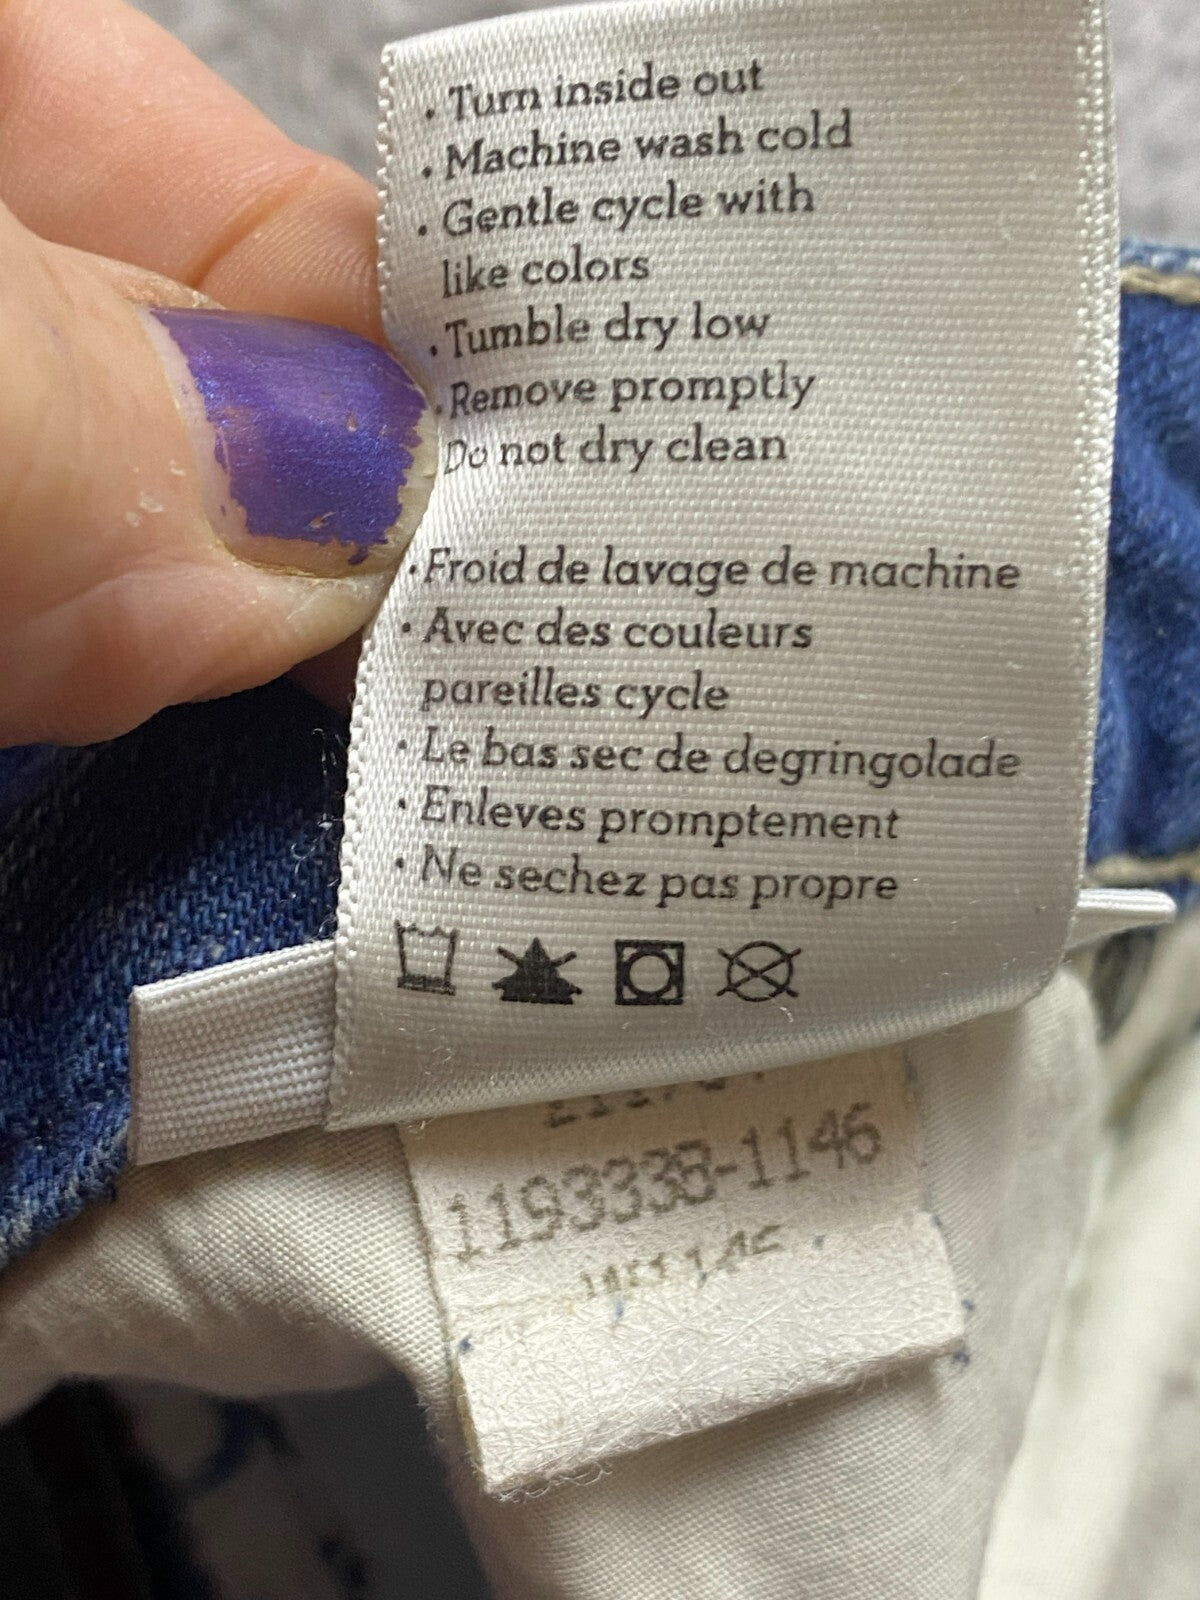 · Turn inside out
· Machine wash cold
· Gentle cycle with
like colors
· Tumble dry low
· Remove promptly
Do not dry clean
· Froid de lavage de machine
· Avec des couleurs
pareilles cycle
· Le bas sec de degringolade
· Enleves promptement
· Ne sechez pas propre
1193338-1146